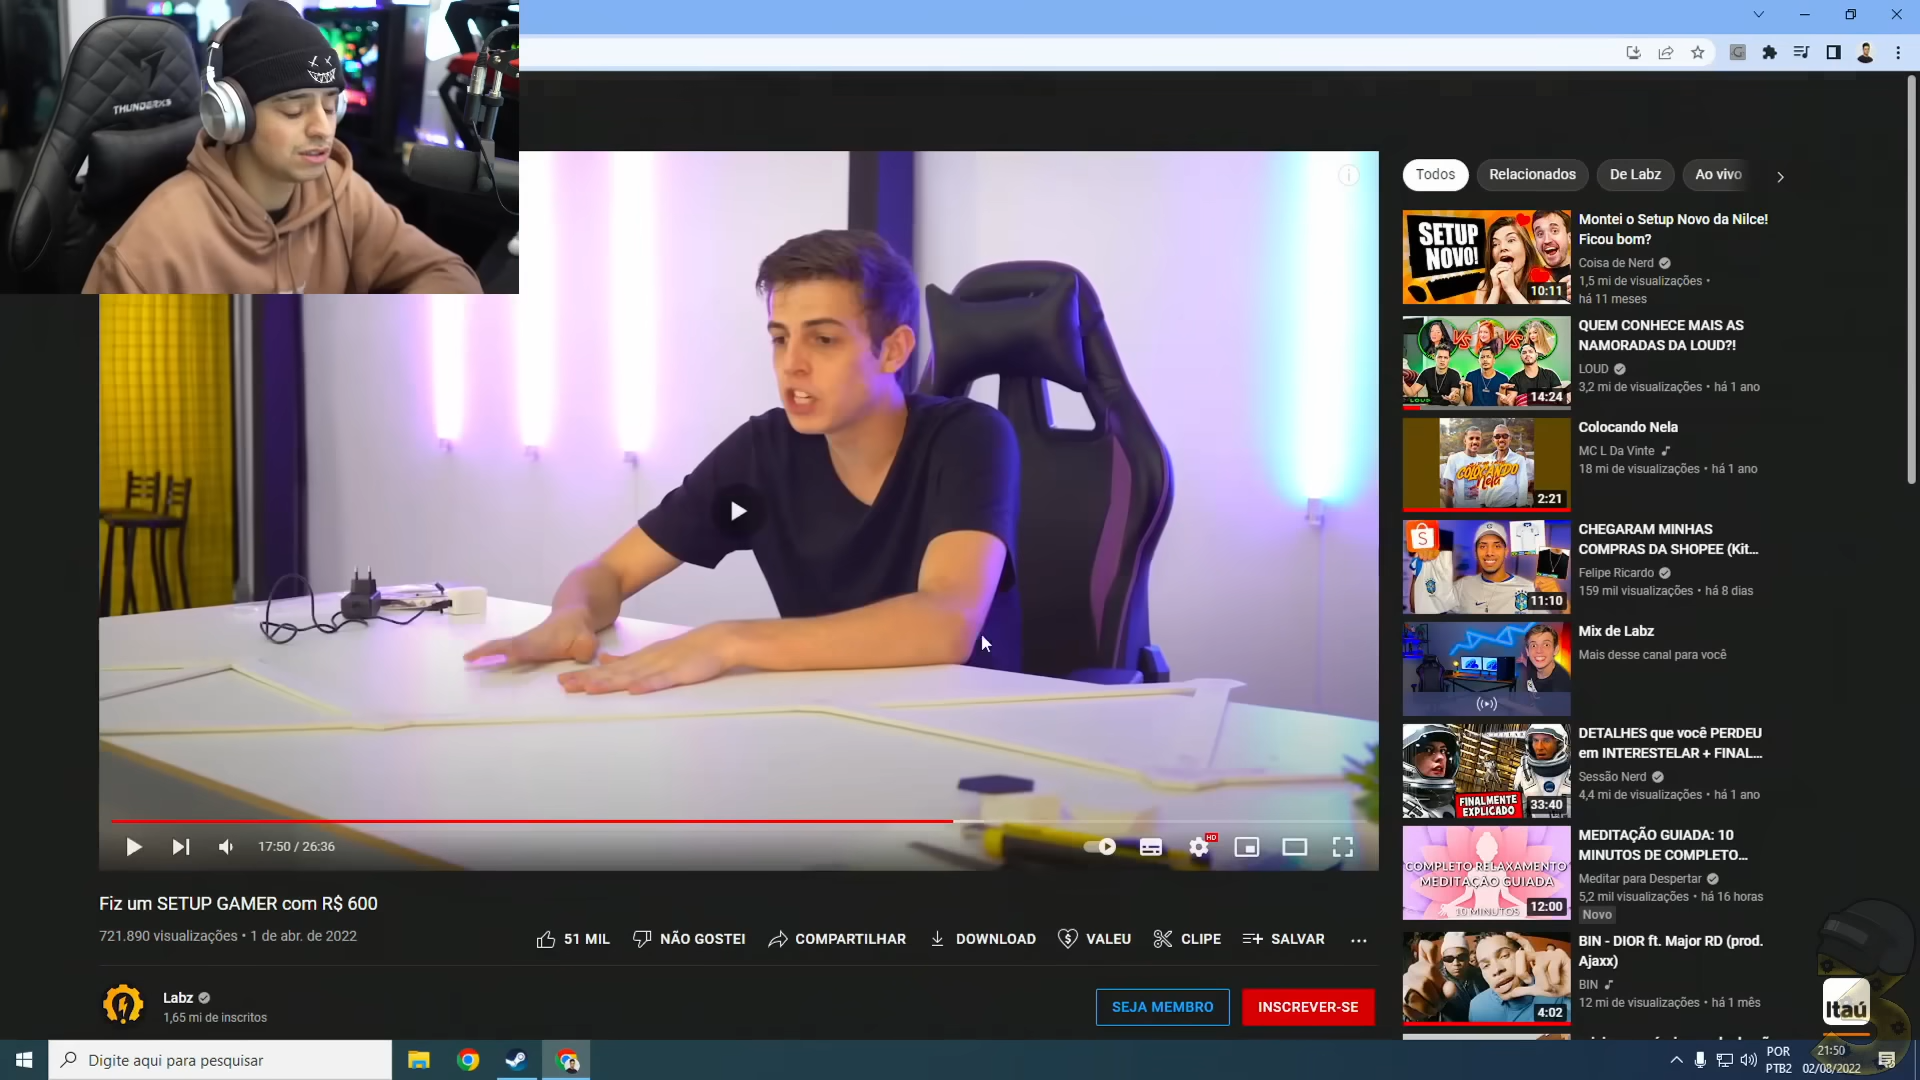 THUNDERX3
Todos
Relacionados
De Labz
Ao vivo
SETUP NOVO!
10:11
Montei o Setup Novo da Nilce!
Ficou bom?
Coisa de Nerd
1,5 mi de visualizações •
há 11 meses
VS VS
LOUD
14:24
QUEM CONHECE MAIS AS
NAMORADAS DA LOUD?!
LOUD
3,2 mi de visualizações • há 1 ano
COLOCANDO
Nela
2:21
Colocando Nela
MC L Da Vinte
18 mi de visualizações • há 1 ano
11:10
CHEGARAM MINHAS
COMPRAS DA SHOPEE (Kit...
Felipe Ricardo
159 mil visualizações • há 8 dias
Mix de Labz
Mais desse canal para você
FINALMENTE
EXPLICADO
33:40
DETALHES que você PERDEU
em INTERESTELAR + FINAL...
Sessão Nerd
4,4 mi de visualizações • há 1 ano
COMPLETO RELAXAMENTO
MEDITAÇÃO GUIADA
10 MINUTOS
12:00
MEDITAÇÃO GUIADA: 10
MINUTOS DE COMPLETO...
Meditar para Despertar
5,2 mil visualizações • há 16 horas
Novo
4:02
BIN - DIOR ft. Major RD (prod.
Ajaxx)
BIN
12 mi de visualizações • há 1 mês
17:50 / 26:36
HD
Fiz um SETUP GAMER com R$ 600
721.890 visualizações • 1 de abr. de 2022
51 MIL
NÃO GOSTEI
COMPARTILHAR
DOWNLOAD
VALEU
CLIPE
SALVAR
Labz
1,65 mi de inscritos
SEJA MEMBRO
INSCREVER-SE
Itaú
Digite aqui para pesquisar
POR
PTB2
21:50
02/08/2022